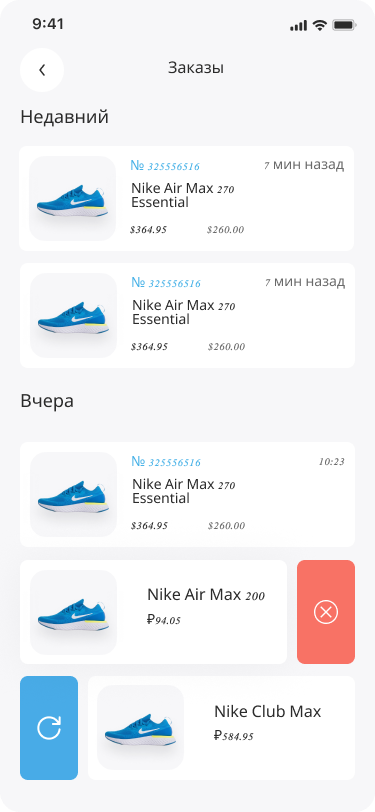 9:41
Заказы
Недавний
№ 325556516
7 мин назад
Nike Air Max 270
Essential
$364.95 $260.00
№ 325556516
7 мин назад
Nike Air Max 270
Essential
$364.95 $260.00
Вчера
№ 325556516
10:23
Nike Air Max 270
Essential
$364.95 $260.00
Nike Air Max 200
₽94.05
Nike Club Max
₽584.95